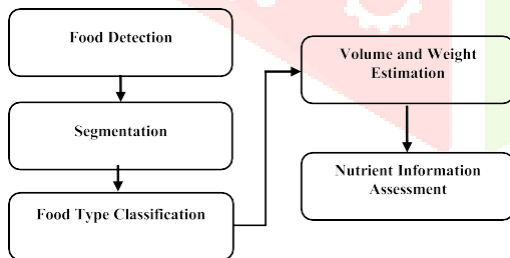 Food Detection
Segmentation
Food Type Classification
Volume and Weight
Estimation
Nutrient Information
Assessment